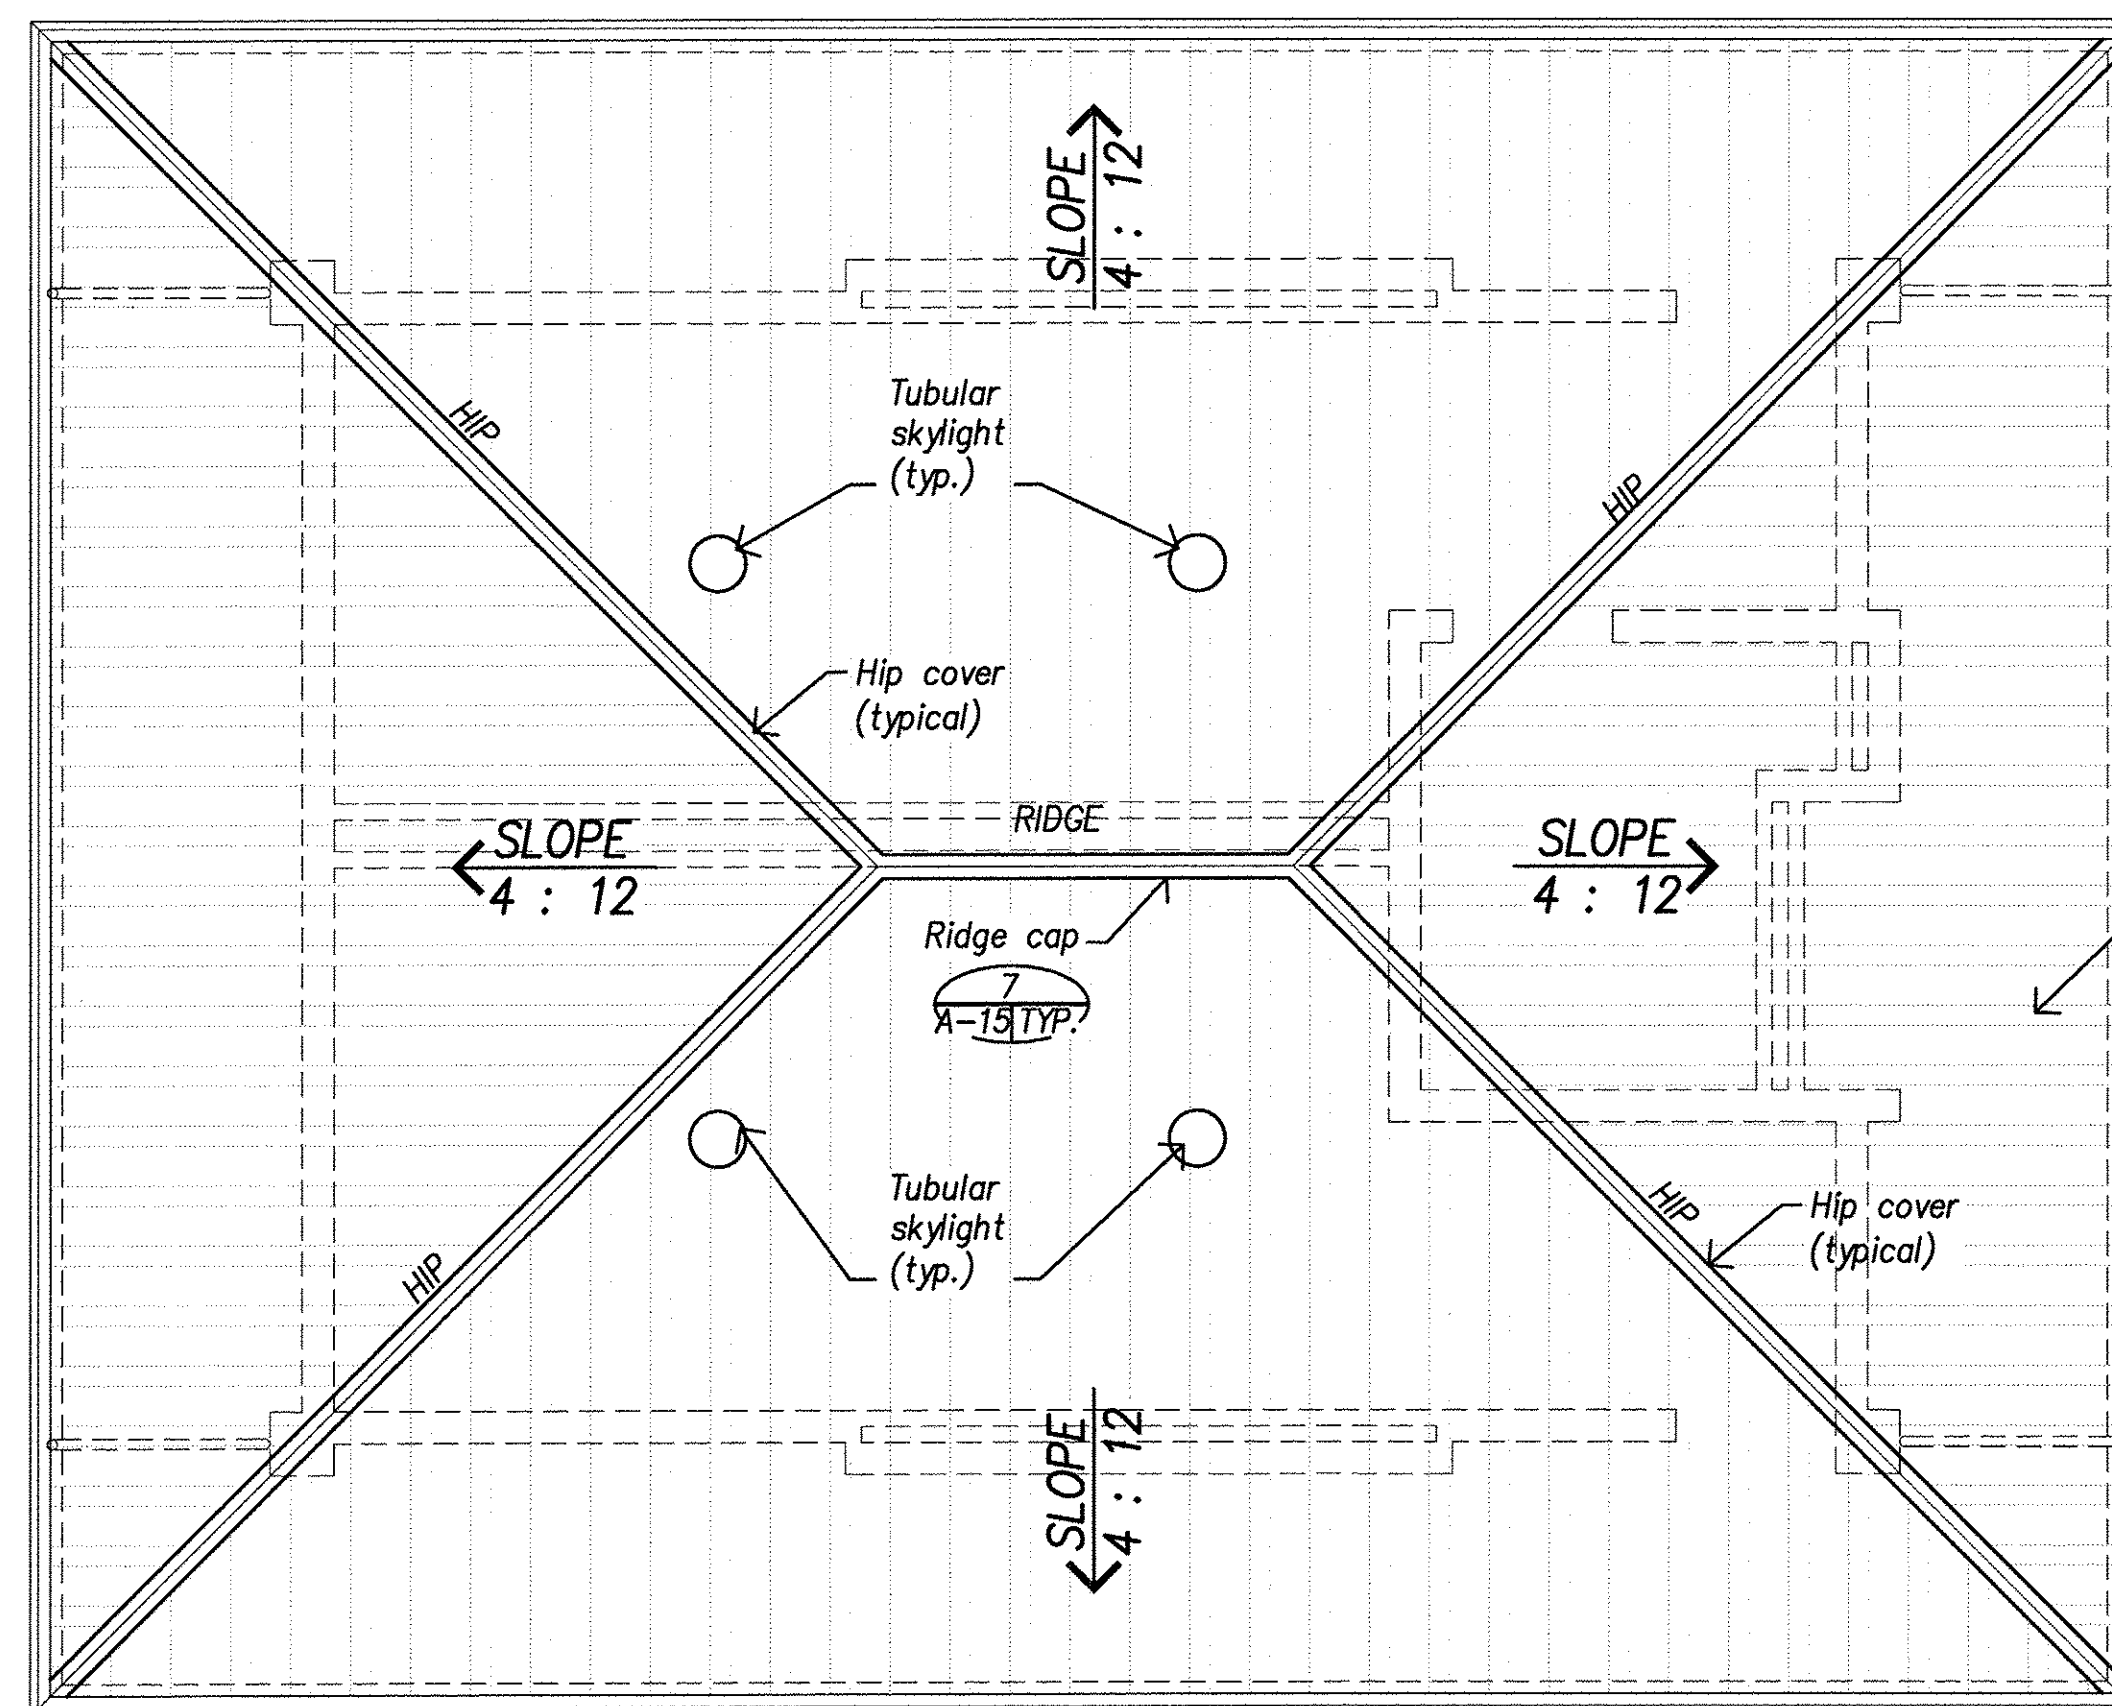 SLOPE
4 : 12
Tubular
skylight
(typ.)
HIP
HIP
Hip cover
(typical)
RIDGE
SLOPE
4 : 12
SLOPE
4 : 12
Ridge cap
7
A-15 TYP.
Tubular
skylight
(typ.)
HIP
Hip cover
(typical)
HIP
SLOPE
4 : 12